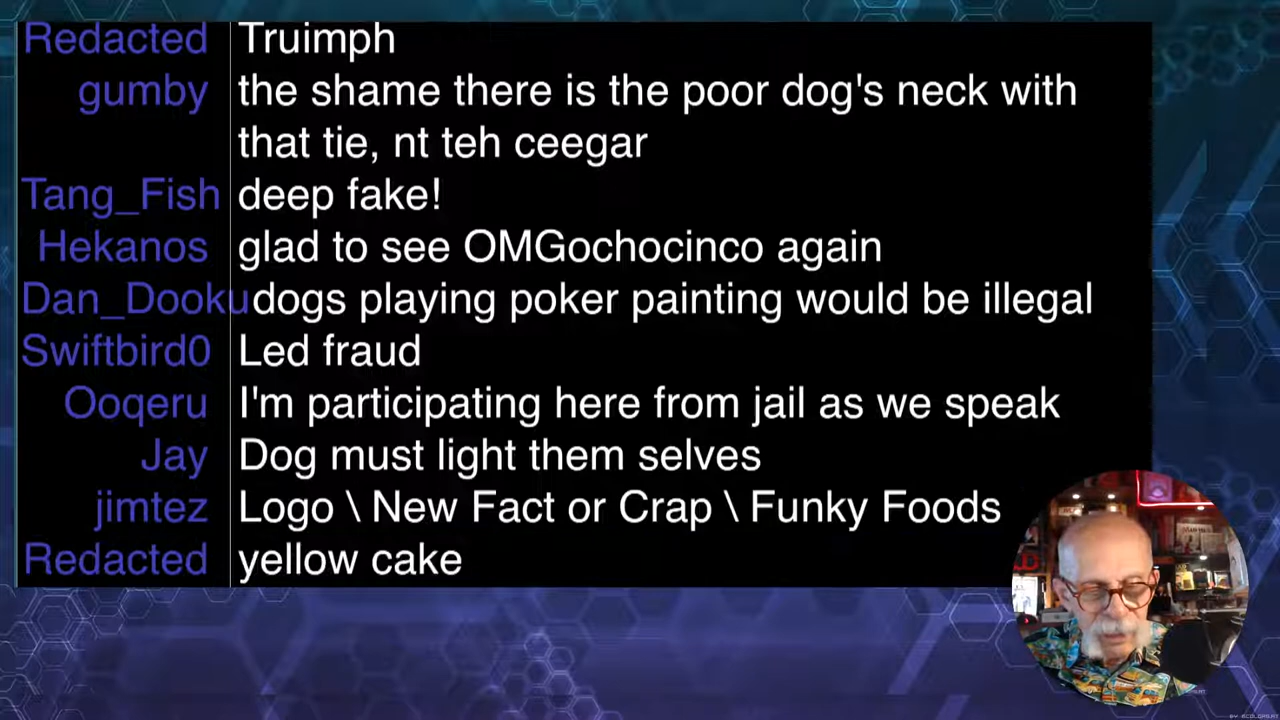 Redacted Truimph
gumby the shame there is the poor dog's neck with
that tie, nt teh ceegar
Tang_Fish deep fake!
Hekanos glad to see OMGochocinco again
Dan_Dooku dogs playing poker painting would be illegal
Swiftbird0 Led fraud
Ooqeru I'm participating here from jail as we speak
Jay Dog must light them selves
jimtez Logo \ New Fact or Crap \ Funky Foods
Redacted yellow cake